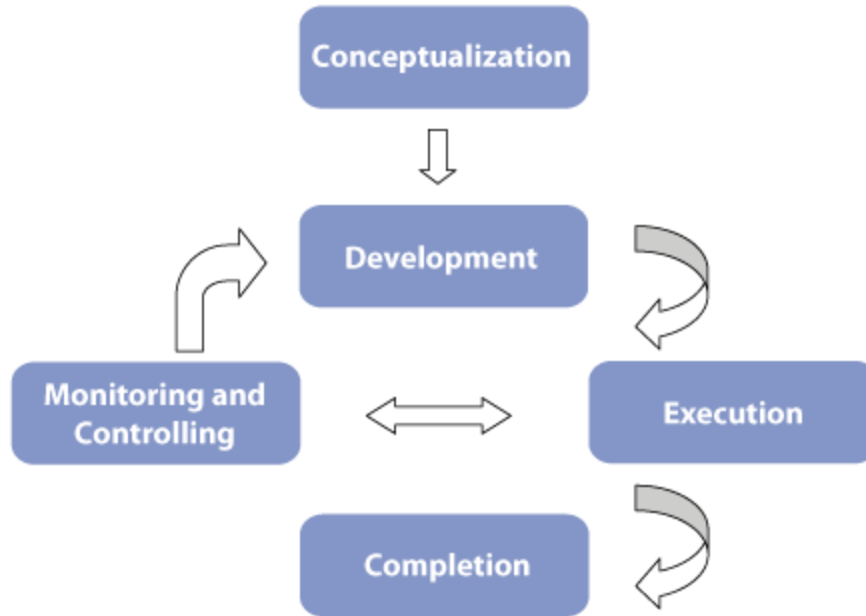 Conceptualization
Development
Monitoring and
Controlling
Execution
Completion